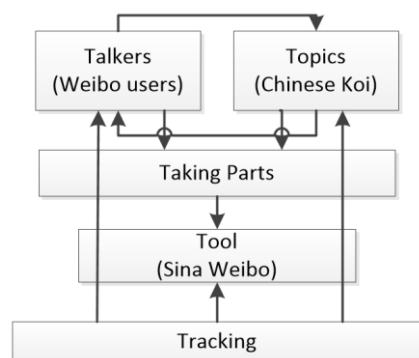 Talkers
(Weibo users)
Topics
(Chinese Koi)
Taking Parts
Tool
(Sina Weibo)
Tracking